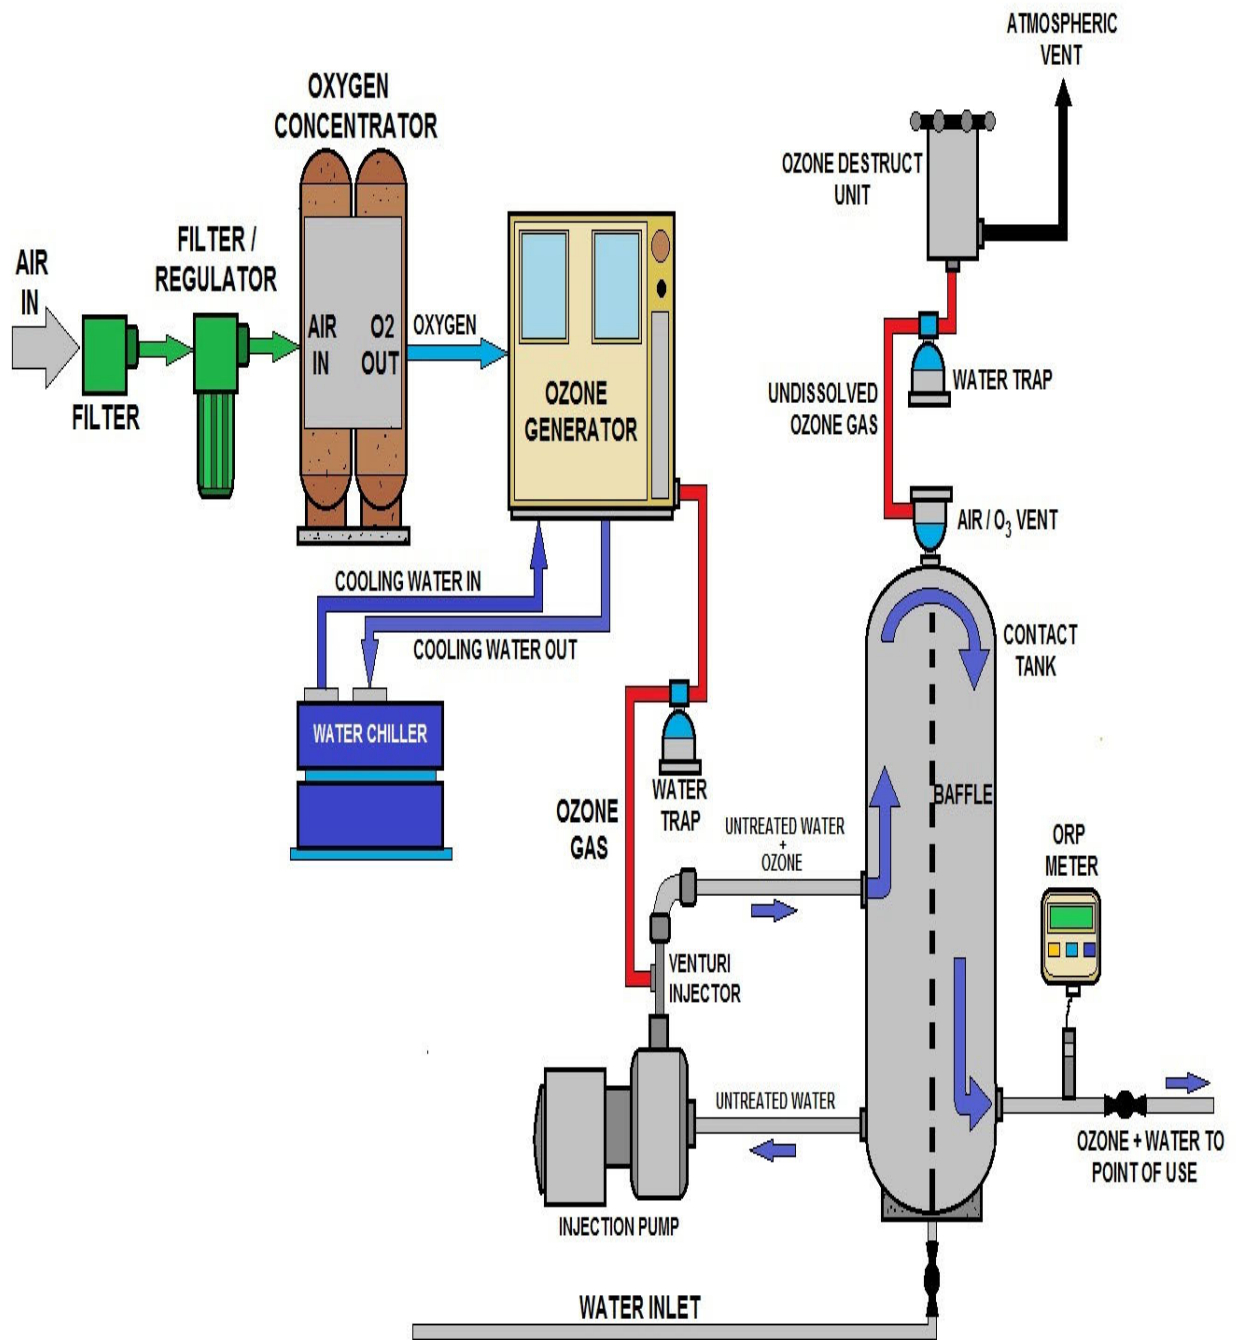 ATMOSPHERIC
VENT
OXYGEN
CONCENTRATOR
OZONE DESTRUCT
UNIT
FILTER /
REGULATOR
AIR
IN
AIR
IN
O2
OUT
OXYGEN
FILTER
OZONE
GENERATOR
WATER TRAP
UNDISSOLVED
OZONE GAS
AIR / O₃ VENT
COOLING WATER IN
COOLING WATER OUT
CONTACT
TANK
WATER CHILLER
WATER
TRAP
OZONE
GAS
BAFFLE
UNTREATED WATER
+
OZONE
ORP
METER
VENTURI
INJECTOR
UNTREATED WATER
OZONE + WATER TO
POINT OF USE
INJECTION PUMP
WATER INLET